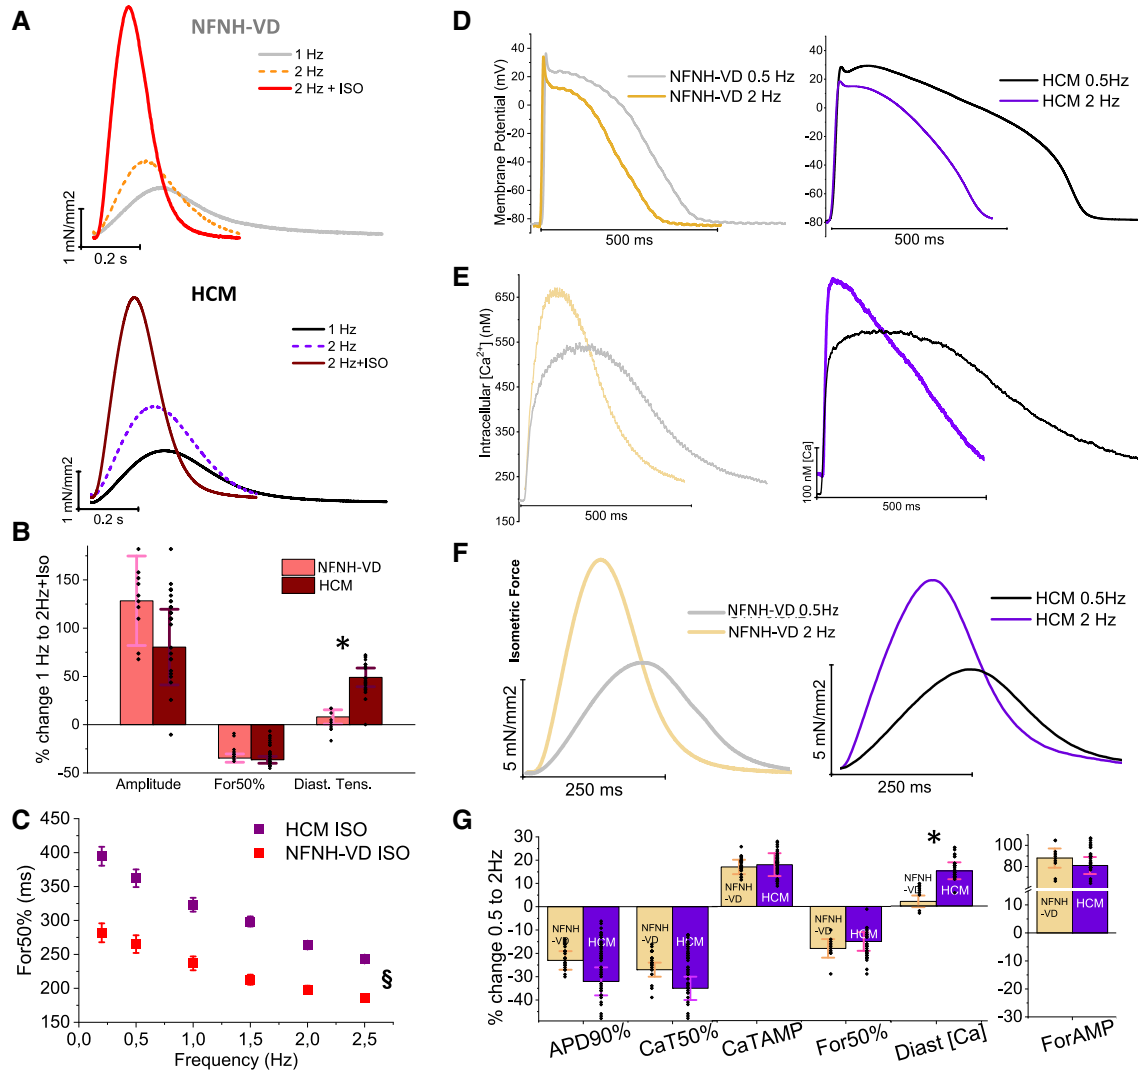 A
NFNH-VD
1 Hz
2 Hz
2 Hz + ISO
1 mN/mm2
0.2 s
HCM
1 Hz
2 Hz
2 Hz+ISO
1 mN/mm2
0.2 s
B
% change 1 Hz to 2Hz+Iso
150
100
50
0
-50
NFNH-VD
HCM
*
Amplitude
For50%
Diast. Tens.
C
For50% (ms)
450
400
350
300
250
200
150
HCM ISO
NFNH-VD ISO
§
0,0
0,5
1,0
1,5
2,0
2,5
Frequency (Hz)
D
Membrane Potential (mV)
40
20
0
-20
-40
-60
-80
NFNH-VD 0.5 Hz
NFNH-VD 2 Hz
500 ms
40
20
0
-20
-40
-60
-80
HCM 0.5Hz
HCM 2 Hz
500 ms
E
Intracellular [Ca²⁺] (nM)
650
550
450
350
250
150
500 ms
100 nM [Ca]
500 ms
F
Isometric Force
5 mN/mm2
NFNH-VD 0.5Hz
NFNH-VD 2 Hz
250 ms
5 mN/mm2
HCM 0.5Hz
HCM 2 Hz
250 ms
G
% change 0.5 to 2Hz
30
20
10
0
-10
-20
-30
-40
NFNH
-VD
HCM
NFNH
-VD
HCM
NFNH
-VD
HCM
NFNH
-VD
HCM
NFNH
-VD
HCM
*
APD90%
CaT50%
CaTAMP
For50%
Diast [Ca]
100
80
10
0
-10
-20
-30
NFNH
-VD
HCM
ForAMP